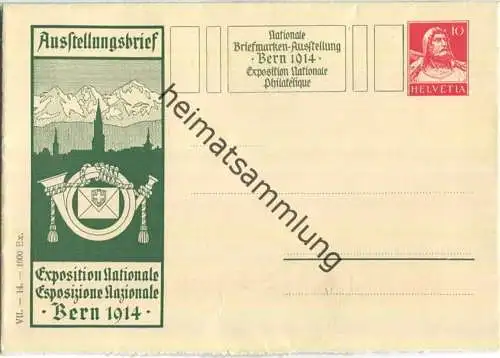 Ausstellungsbrief
Nationale
Briefmarken-Ausstellung
· Bern 1914 ·
Exposition Nationale
Philatélique
10
HELVETIA
heimatsammlung
VII. — 14. — 1000 Ex.
Exposition Nationale
Esposizione Nazionale
· Bern 1914 ·